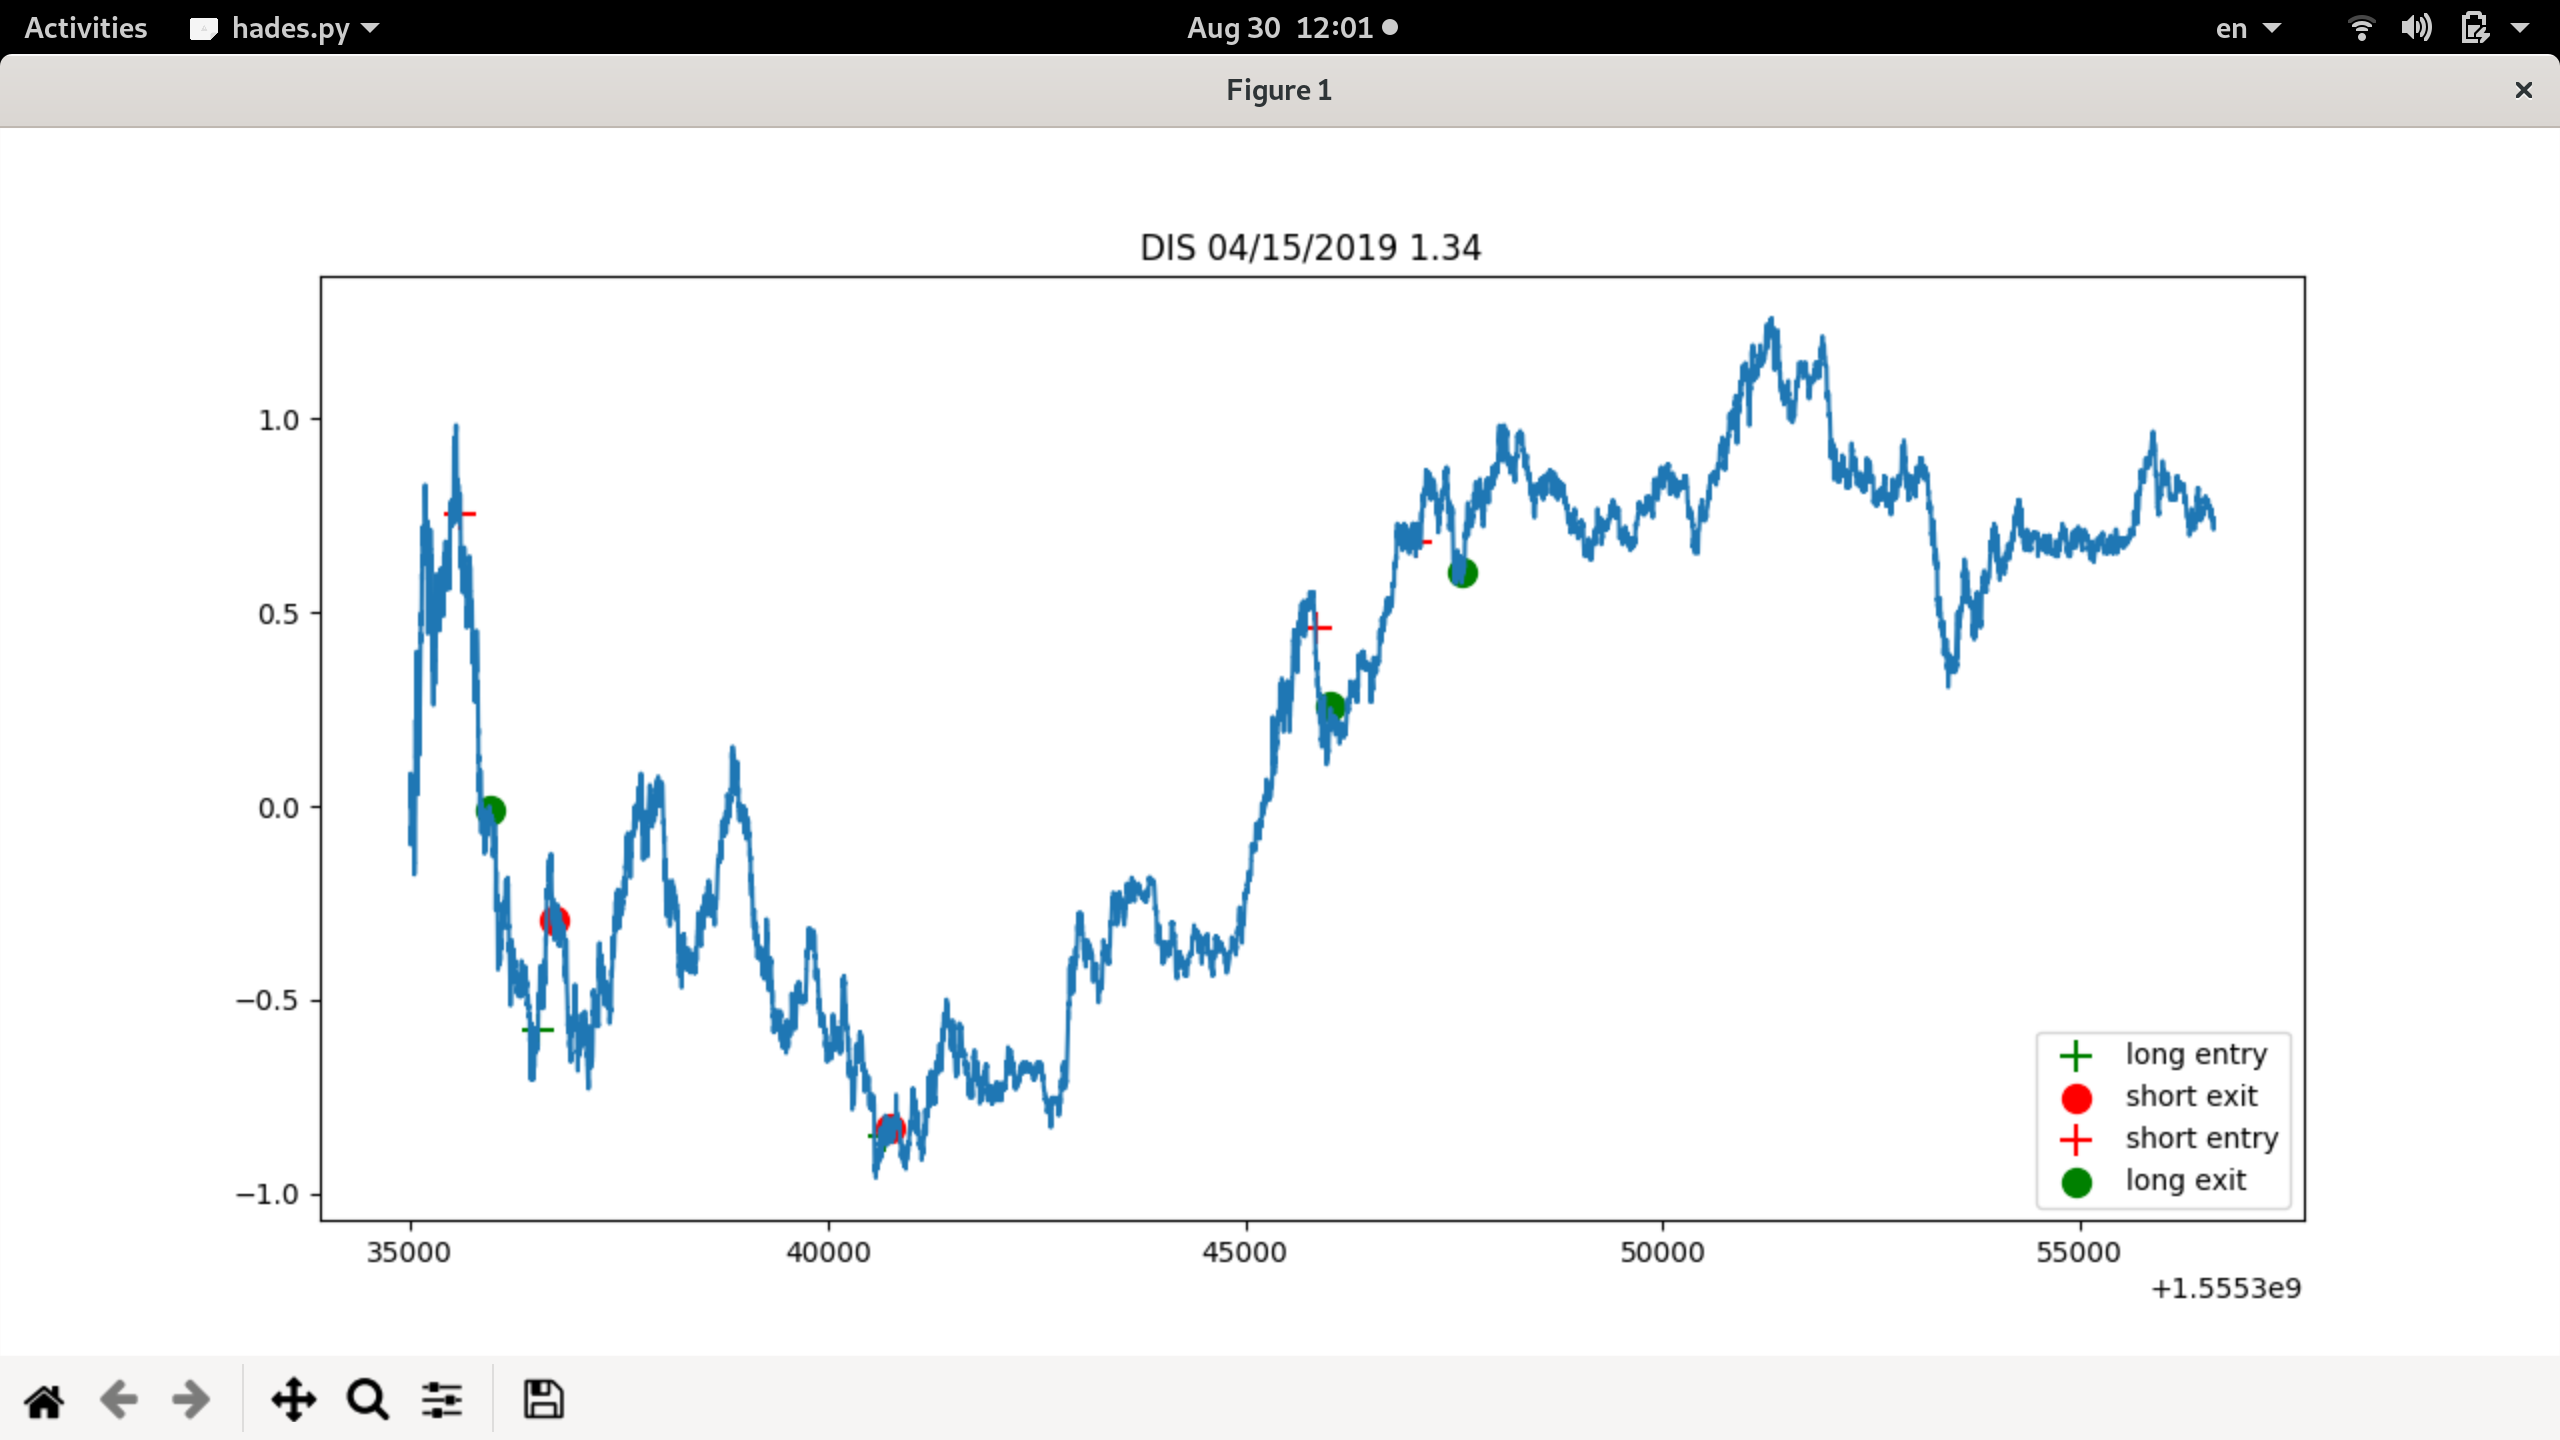 Activities hades.py Aug 30 12:01 en
Figure 1
DIS 04/15/2019 1.34
1.0
0.5
0.0
−0.5
−1.0
long entry
short exit
short entry
long exit
35000 40000 45000 50000 55000
+1.5553e9